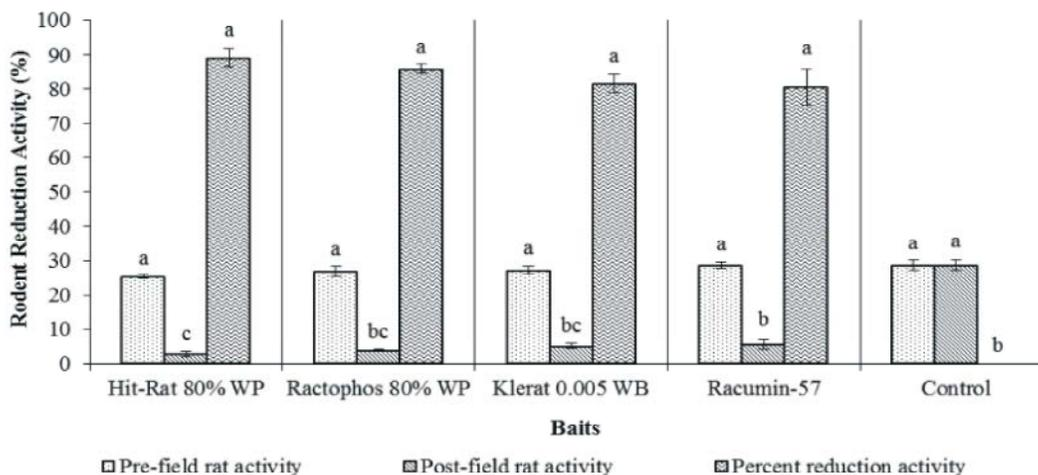 Rodent Reduction Activity (%)
100
90
80
70
60
50
40
30
20
10
0
a
c
a
a
bc
a
a
bc
a
a
b
a
a
a
b
Hit-Rat 80% WP
Ractophos 80% WP
Klerat 0.005 WB
Racumin-57
Control
Baits
Pre-field rat activity
Post-field rat activity
Percent reduction activity